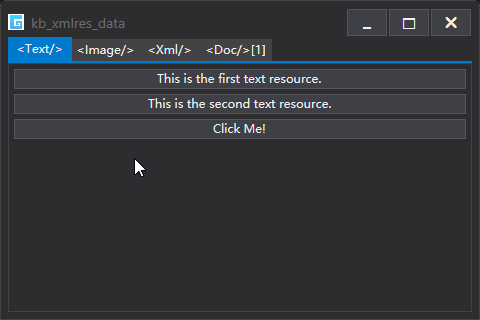 kb_xmlres_data
<Text/> <Image/> <Xml/> <Doc/>[1]
This is the first text resource.
This is the second text resource.
Click Me!